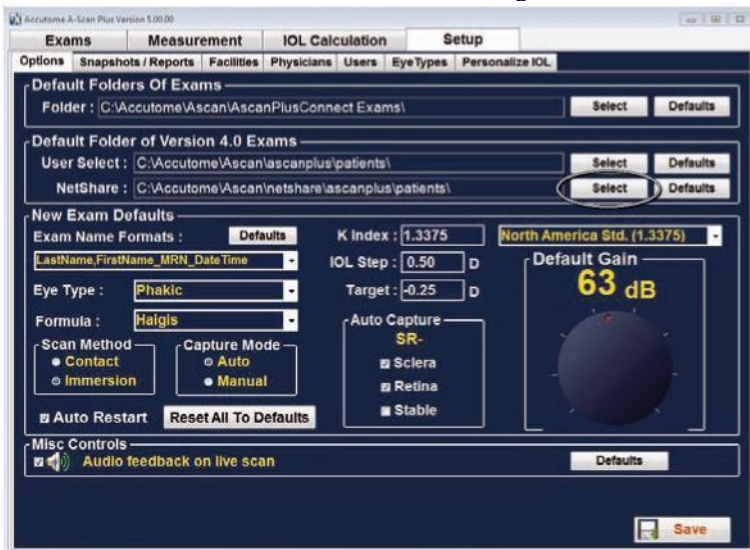 Accutome A-Scan Plus Version 5.00.00
Exams Measurement IOL Calculation Setup
Options Snapshots / Reports Facilities Physicians Users Eye Types Personalize IOL
Default Folders Of Exams
Folder : C:\Accutome\Ascan\AscanPlusConnect Exams\ Select Defaults
Default Folder of Version 4.0 Exams
User Select : C:\Accutome\Ascan\ascanplus\patients\ Select Defaults
NetShare : C:\Accutome\Ascan\netshare\ascanplus\patients\ Select Defaults
New Exam Defaults
Exam Name Formats : Defaults
LastName,FirstName_MRN_DateTime
Eye Type : Phakic
Formula : Haigis
Scan Method
Contact
Immersion
Capture Mode
Auto
Manual
Auto Restart Reset All To Defaults
K Index : 1.3375 North America Std. (1.3375)
IOL Step : 0.50 D
Target : -0.25 D
Auto Capture
SR-
Sclera
Retina
Stable
Default Gain
63 dB
Misc Controls
Audio feedback on live scan Defaults
Save